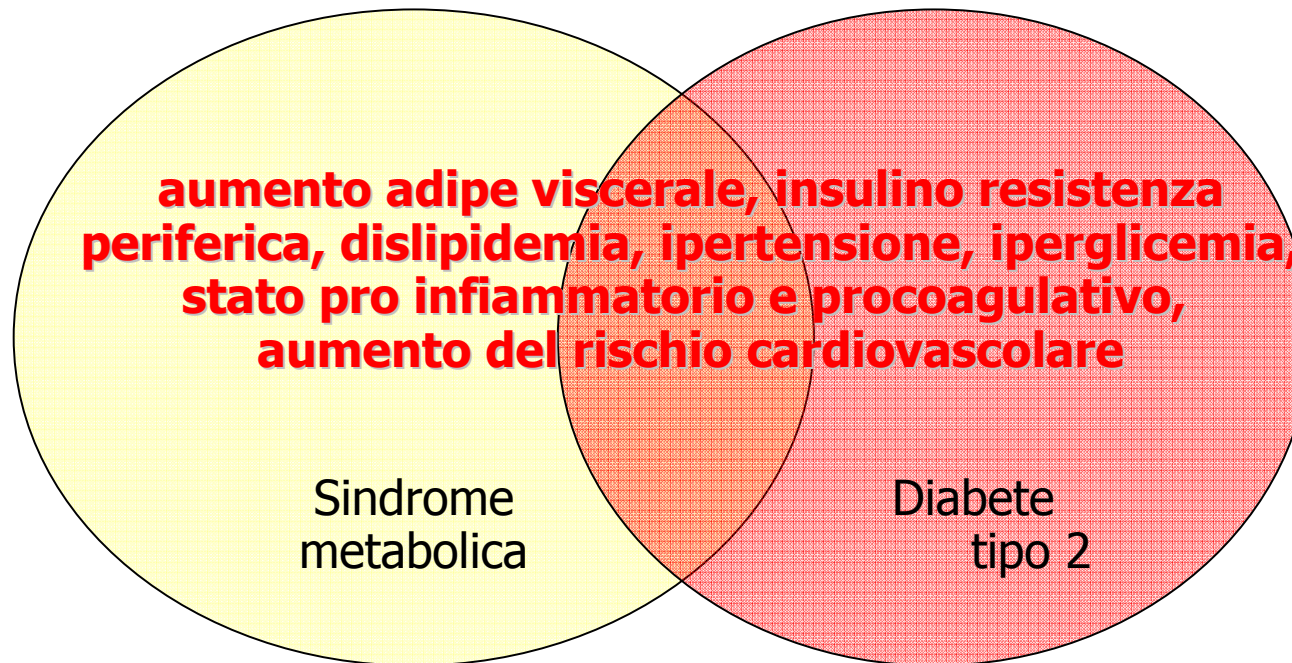 aumento adipe viscerale, insulino resistenza
periferica, dislipidemia, ipertensione, iperglicemia,
stato pro infiammatorio e procoagulativo,
aumento del rischio cardiovascolare
Sindrome
metabolica
Diabete
tipo 2